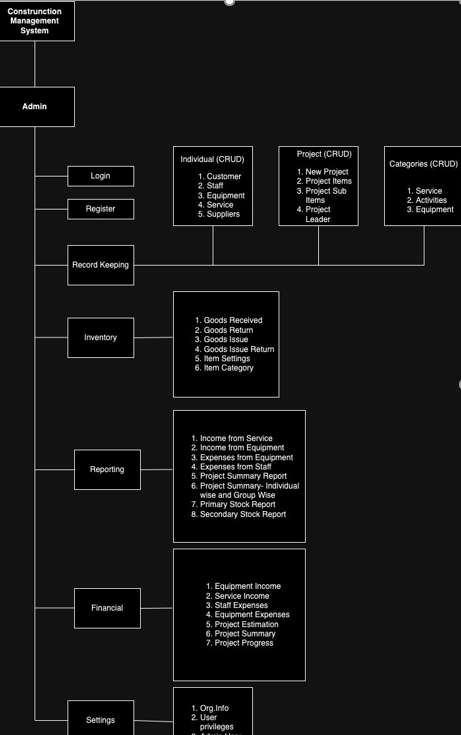 Construnction
Management
System
Admin
Login
Register
Record Keeping
Individual (CRUD)
1. Customer
2. Staff
3. Equipment
4. Service
5. Suppliers
Project (CRUD)
1. New Project
2. Project Items
3. Project Sub
Items
4. Project
Leader
Categories (CRUD)
1. Service
2. Activities
3. Equipment
Inventory
1. Goods Received
2. Goods Return
3. Goods Issue
4. Goods Issue Return
5. Item Settings
6. Item Category
Reporting
1. Income from Service
2. Income from Equipment
3. Expenses from Equipment
4. Expenses from Staff
5. Project Summary Report
6. Project Summary- Individual
wise and Group Wise
7. Primary Stock Report
8. Secondary Stock Report
Financial
1. Equipment Income
2. Service Income
3. Staff Expenses
4. Equipment Expenses
5. Project Estimation
6. Project Summary
7. Project Progress
Settings
1. Org.Info
2. User
privileges